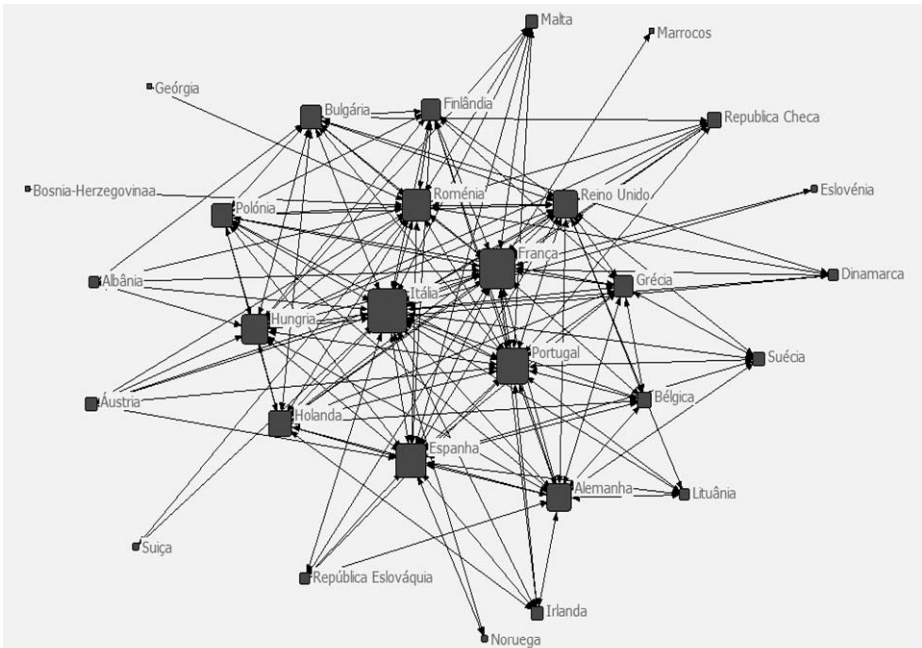 Malta
Marrocos
Geórgia
Bulgária
Finlândia
Republica Checa
Bosnia-Herzegovinaa
Polónia
Roménia
Reino Unido
Eslovénia
França
Albânia
Itália
Grécia
Dinamarca
Hungria
Portugal
Suécia
Áustria
Holanda
Bélgica
Espanha
Alemanha
Lituânia
Suiça
República Eslováquia
Irlanda
Noruega